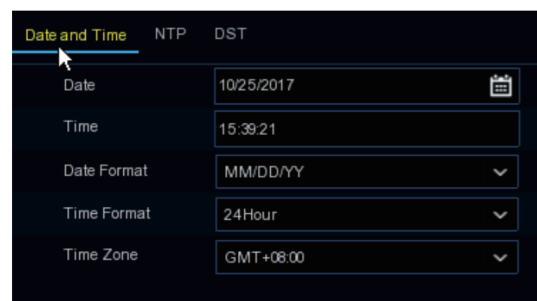 Date and Time NTP DST
Date 10/25/2017
Time 15:39:21
Date Format MM/DD/YY
Time Format 24Hour
Time Zone GMT+08:00